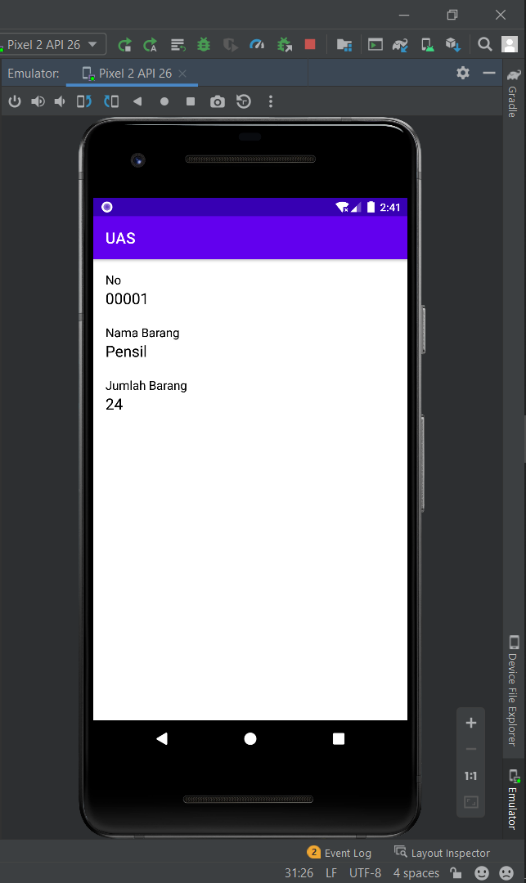 Pixel 2 API 26
Emulator:
Pixel 2 API 26
Gradle
2:41
UAS
No
00001
Nama Barang
Pensil
Jumlah Barang
24
Device File Explorer
1:1
Emulator
2 Event Log
Layout Inspector
31:26 LF UTF-8 4 spaces